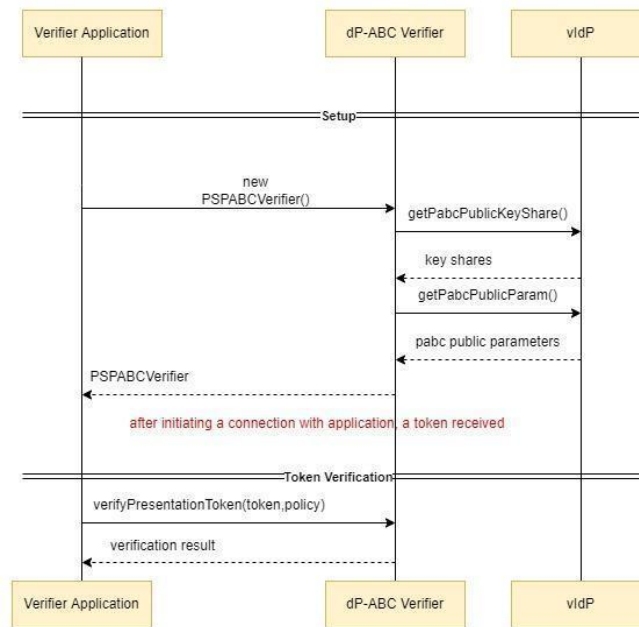 Verifier Application
dP-ABC Verifier
vIdP
Setup
new
PSPABCVerifier()
getPabcPublicKeyShare()
key shares
getPabcPublicParam()
pabc public parameters
PSPABCVerifier
after initiating a connection with application, a token received
Token Verification
verifyPresentationToken(token,policy)
verification result
Verifier Application
dP-ABC Verifier
vIdP